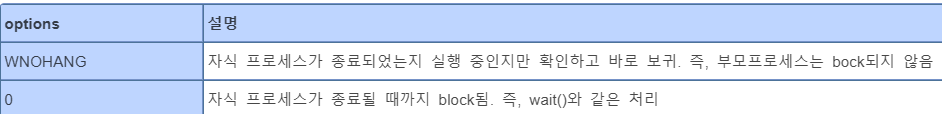 options 설명
WNOHANG 자식 프로세스가 종료되었는지 실행 중인지만 확인하고 바로 보귀. 즉, 부모프로세스는 bock되지 않음
0 자식 프로세스가 종료될 때까지 block됨. 즉, wait()와 같은 처리